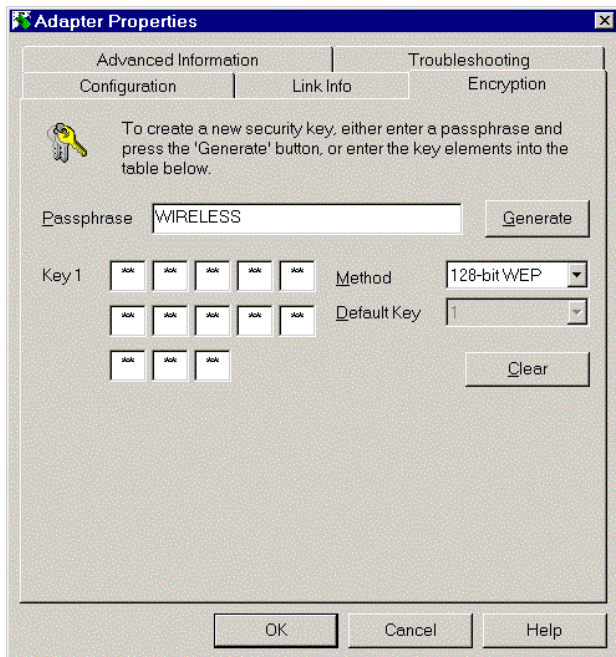 Adapter Properties
Advanced Information Troubleshooting
Configuration Link Info Encryption
To create a new security key, either enter a passphrase and
press the 'Generate' button, or enter the key elements into the
table below.
Passphrase WIRELESS Generate
Key 1 ** ** ** ** ** Method 128-bit WEP
** ** ** ** ** Default Key 1
** ** ** Clear
OK Cancel Help